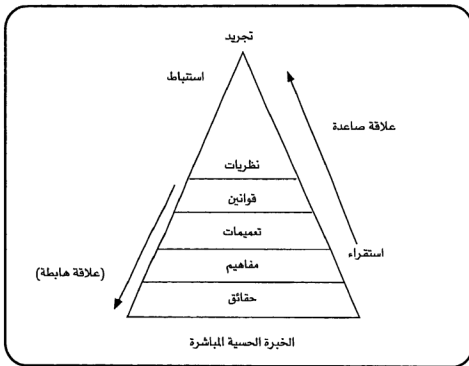 تجريد
استنباط
علاقة صاعدة
نظريات
قوانين
تعميمات
استقراء
مفاهيم
(علاقة هابطة)
حقائق
الخبرة الحسية المباشرة